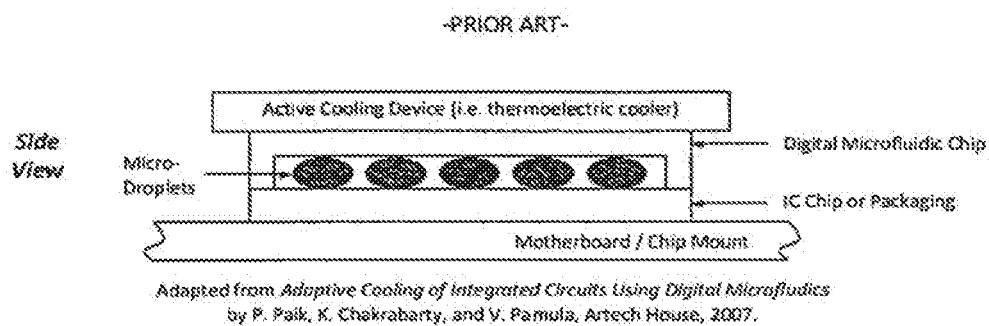 -PRIOR ART-
Active Cooling Device (i.e. thermoelectric cooler)
Side
View
Micro-
Droplets
Digital Microfluidic Chip
IC Chip or Packaging
Motherboard / Chip Mount
Adapted from Adaptive Cooling of Integrated Circuits Using Digital Microfludics
by P. Paik, K. Chakrabarty, and V. Pamula, Artech House, 2007.